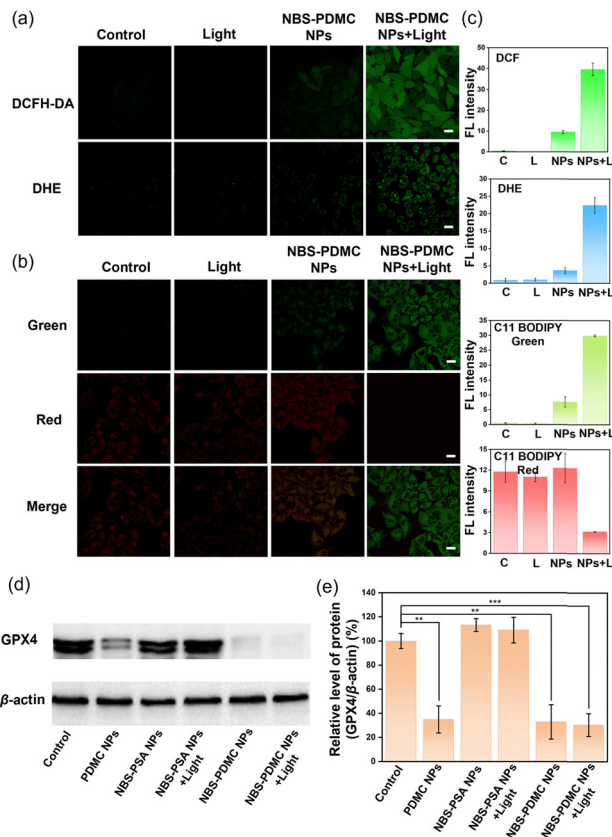 (a)
Control
Light
NBS-PDMC
NPs
NBS-PDMC
NPs+Light
DCFH-DA
DHE
(b)
Control
Light
NBS-PDMC
NPs
NBS-PDMC
NPs+Light
Green
Red
Merge
(c)
DCF
FL intensity
50
40
30
20
10
0
C L NPs NPs+L
DHE
FL intensity
30
25
20
15
10
5
0
C L NPs NPs+L
C11 BODIPY
Green
FL intensity
35
30
25
20
15
10
5
0
C L NPs NPs+L
C11 BODIPY
Red
FL intensity
15
12
9
6
3
0
C L NPs NPs+L
(d)
GPX4
β-actin
Control
PDMC NPs
NBS-PSA NPs
NBS-PSA NPs
+Light
NBS-PDMC NPs
NBS-PDMC NPs
+Light
(e)
Relative level of protein
(GPX4/β-actin) (%)
140
120
100
80
60
40
20
0
***
**
**
Control
PDMC NPs
NBS-PSA NPs
NBS-PSA NPs
+Light
NBS-PDMC NPs
NBS-PDMC NPs
+Light